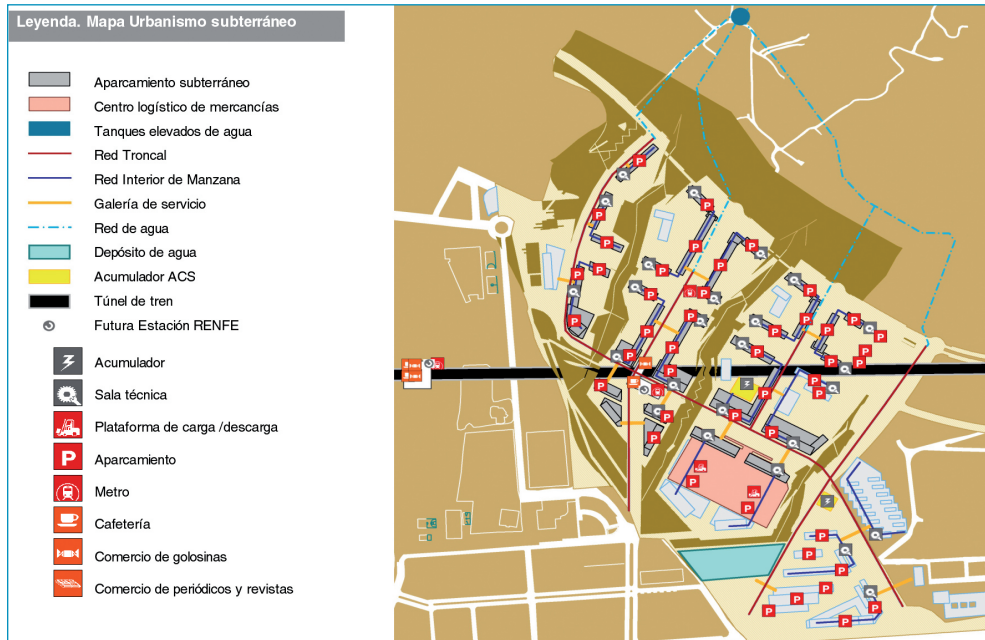 Leyenda. Mapa Urbanismo subterráneo
Aparcamiento subterráneo
Centro logístico de mercancías
Tanques elevados de agua
Red Troncal
Red Interior de Manzana
Galería de servicio
Red de agua
Depósito de agua
Acumulador ACS
Túnel de tren
Futura Estación RENFE
Acumulador
Sala técnica
Plataforma de carga /descarga
P Aparcamiento
Metro
Cafetería
Comercio de golosinas
Comercio de periódicos y revistas